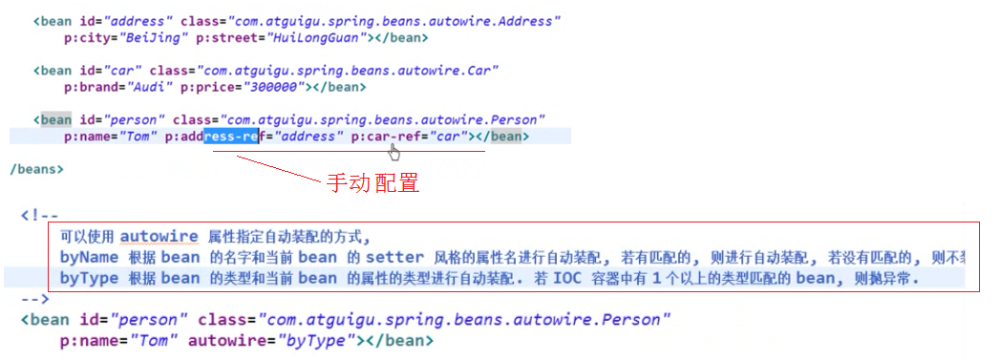 <bean id="address" class="com.atguigu.spring.beans.autowire.Address"
p:city="BeiJing" p:street="HuiLongGuan"></bean>
<bean id="car" class="com.atguigu.spring.beans.autowire.Car"
p:brand="Audi" p:price="300000"></bean>
<bean id="person" class="com.atguigu.spring.beans.autowire.Person"
p:name="Tom" p:address-ref="address" p:car-ref="car"></bean>
/beans>
手动配置
<!--
可以使用 autowire 属性指定自动装配的方式,
byName 根据 bean 的名字和当前 bean 的 setter 风格的属性名进行自动装配, 若有匹配的, 则进行自动装配, 若没有匹配的, 则不
byType 根据 bean 的类型和当前 bean 的属性的类型进行自动装配. 若 IOC 容器中有 1 个以上的类型匹配的 bean, 则抛异常.
-->
<bean id="person" class="com.atguigu.spring.beans.autowire.Person"
p:name="Tom" autowire="byType"></bean>